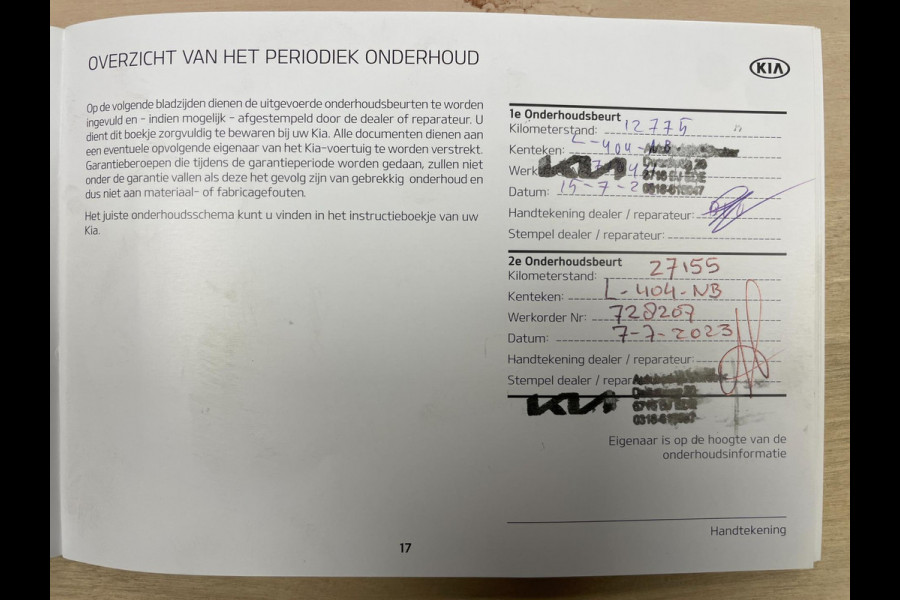 OVERZICHT VAN HET PERIODIEK ONDERHOUD
KIA
Op de volgende bladzijden dienen de uitgevoerde onderhoudsbeurten te worden
ingevuld en - indien mogelijk - afgestempeld door de dealer of reparateur. U
dient dit boekje zorgvuldig te bewaren bij uw Kia. Alle documenten dienen aan
een eventuele opvolgende eigenaar van het Kia-voertuig te worden verstrekt.
Garantieberoepen die tijdens de garantieperiode worden gedaan, zullen niet
onder de garantie vallen als deze het gevolg zijn van gebrekkig onderhoud en
dus niet aan materiaal- of fabricagefouten.
Het juiste onderhoudsschema kunt u vinden in het instructieboekje van uw
Kia.
1e Onderhoudsbeurt
Kilometerstand: 12775
Kenteken: L-404-NB
Werk
KIA
Datum: 15-7-2
Handtekening dealer / reparateur:
Stempel dealer / reparateur:
2e Onderhoudsbeurt
Kilometerstand: 27155
Kenteken: L-404-NB
Werkorder Nr: 728207
Datum: 7-7-2023
Handtekening dealer / reparateur:
Stempel dealer / repar
KIA
Eigenaar is op de hoogte van de
onderhoudsinformatie
Handtekening
17